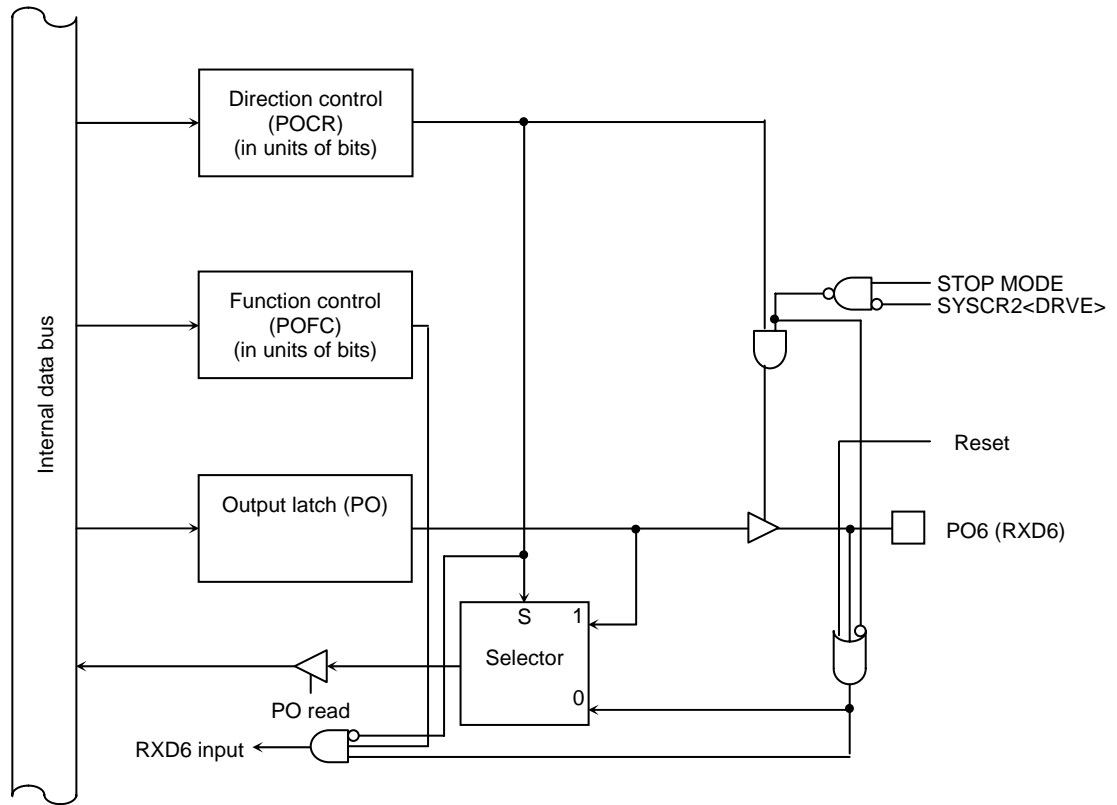 Internal data bus
Direction control
(POCR)
(in units of bits)
Function control
(POFC)
(in units of bits)
STOP MODE
SYSCR2<DRVE>
Reset
Output latch (PO)
PO6 (RXD6)
S
1
Selector
0
PO read
RXD6 input